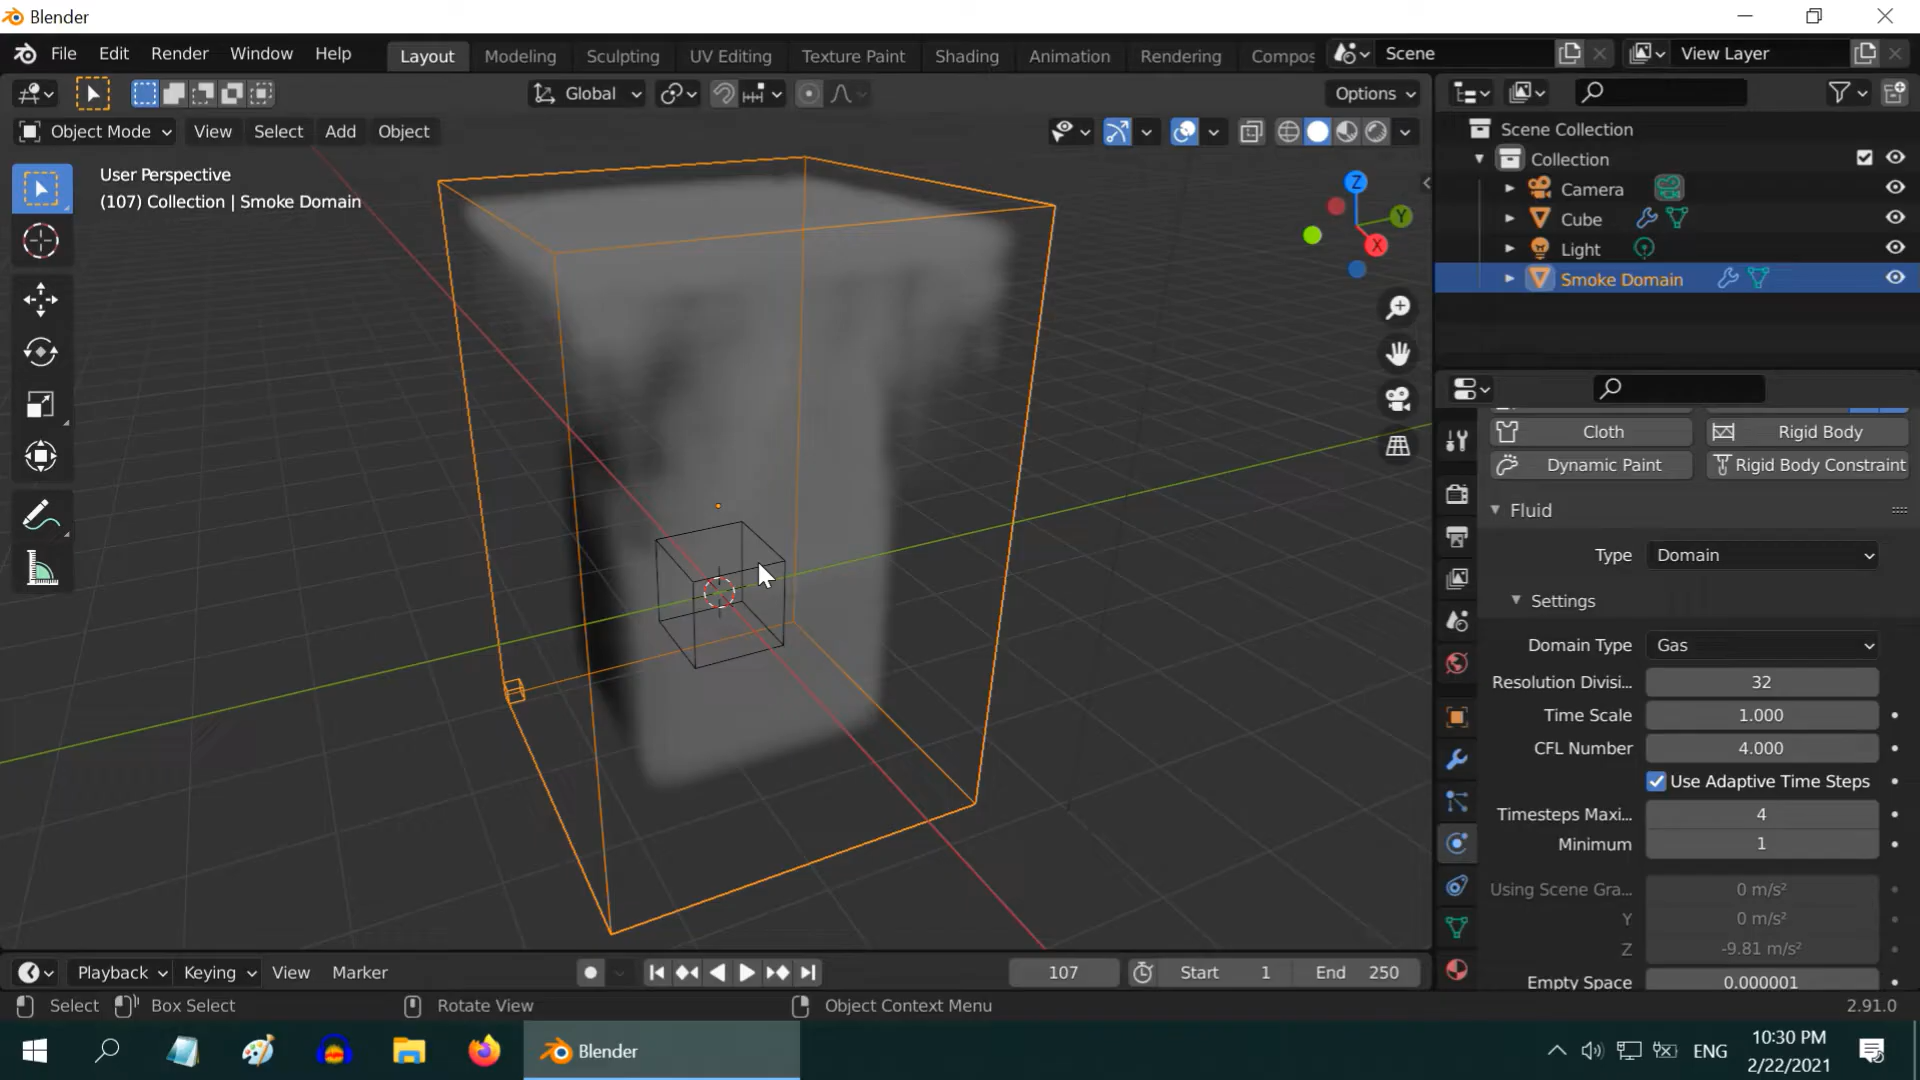 Blender
File Edit Render Window Help
Layout Modeling Sculpting UV Editing Texture Paint Shading Animation Rendering Compos
Scene
View Layer
Global
Options
Object Mode View Select Add Object
User Perspective
(107) Collection | Smoke Domain
Z
Y
X
Scene Collection
Collection
Camera
Cube
Light
Smoke Domain
Cloth Rigid Body
Dynamic Paint Rigid Body Constraint
Fluid
Type Domain
Settings
Domain Type Gas
Resolution Divisi... 32
Time Scale 1.000
CFL Number 4.000
Use Adaptive Time Steps
Timesteps Maxi... 4
Minimum 1
Using Scene Gra... 0 m/s²
Y 0 m/s²
Z -9.81 m/s²
Empty Space 0.000001
Playback Keying View Marker
107 Start 1 End 250
Select Box Select Rotate View Object Context Menu 2.91.0
Blender
ENG
10:30 PM
2/22/2021